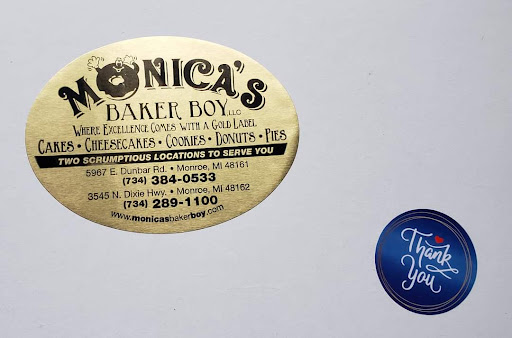 MONICA'S
BAKER BOY, LLC
WHERE EXCELLENCE COMES WITH A GOLD LABEL
CAKES • CHEESECAKES • COOKIES • DONUTS • PIES
TWO SCRUMPTIOUS LOCATIONS TO SERVE YOU
5967 E. Dunbar Rd. • Monroe, MI 48161
(734) 384-0533
3545 N. Dixie Hwy. • Monroe, MI 48162
(734) 289-1100
www.monicasbakerboy.com
Thank
You